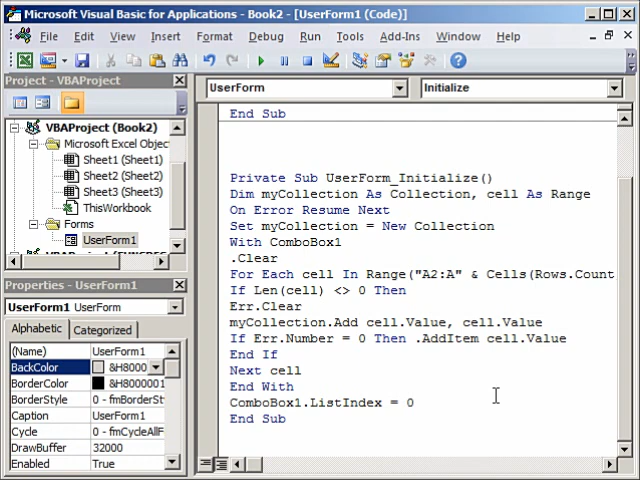 Microsoft Visual Basic for Applications - Book2 - [UserForm1 (Code)]
File Edit View Insert Format Debug Run Tools Add-Ins Window Help
Project - VBAProject
VBAProject (Book2)
Microsoft Excel Objec
Sheet1 (Sheet1)
Sheet2 (Sheet2)
Sheet3 (Sheet3)
ThisWorkbook
Forms
UserForm1
Properties - UserForm1
UserForm1 UserForm
Alphabetic Categorized
(Name) UserForm1
BackColor &H8000
BorderColor &H8000001
BorderStyle 0 - fmBorderSt
Caption UserForm1
Cycle 0 - fmCycleAllF
DrawBuffer 32000
Enabled True
UserForm Initialize
End Sub
Private Sub UserForm_Initialize()
Dim myCollection As Collection, cell As Range
On Error Resume Next
Set myCollection = New Collection
With ComboBox1
.Clear
For Each cell In Range("A2:A" & Cells(Rows.Count
If Len(cell) <> 0 Then
Err.Clear
myCollection.Add cell.Value, cell.Value
If Err.Number = 0 Then .AddItem cell.Value
End If
Next cell
End With
ComboBox1.ListIndex = 0
End Sub